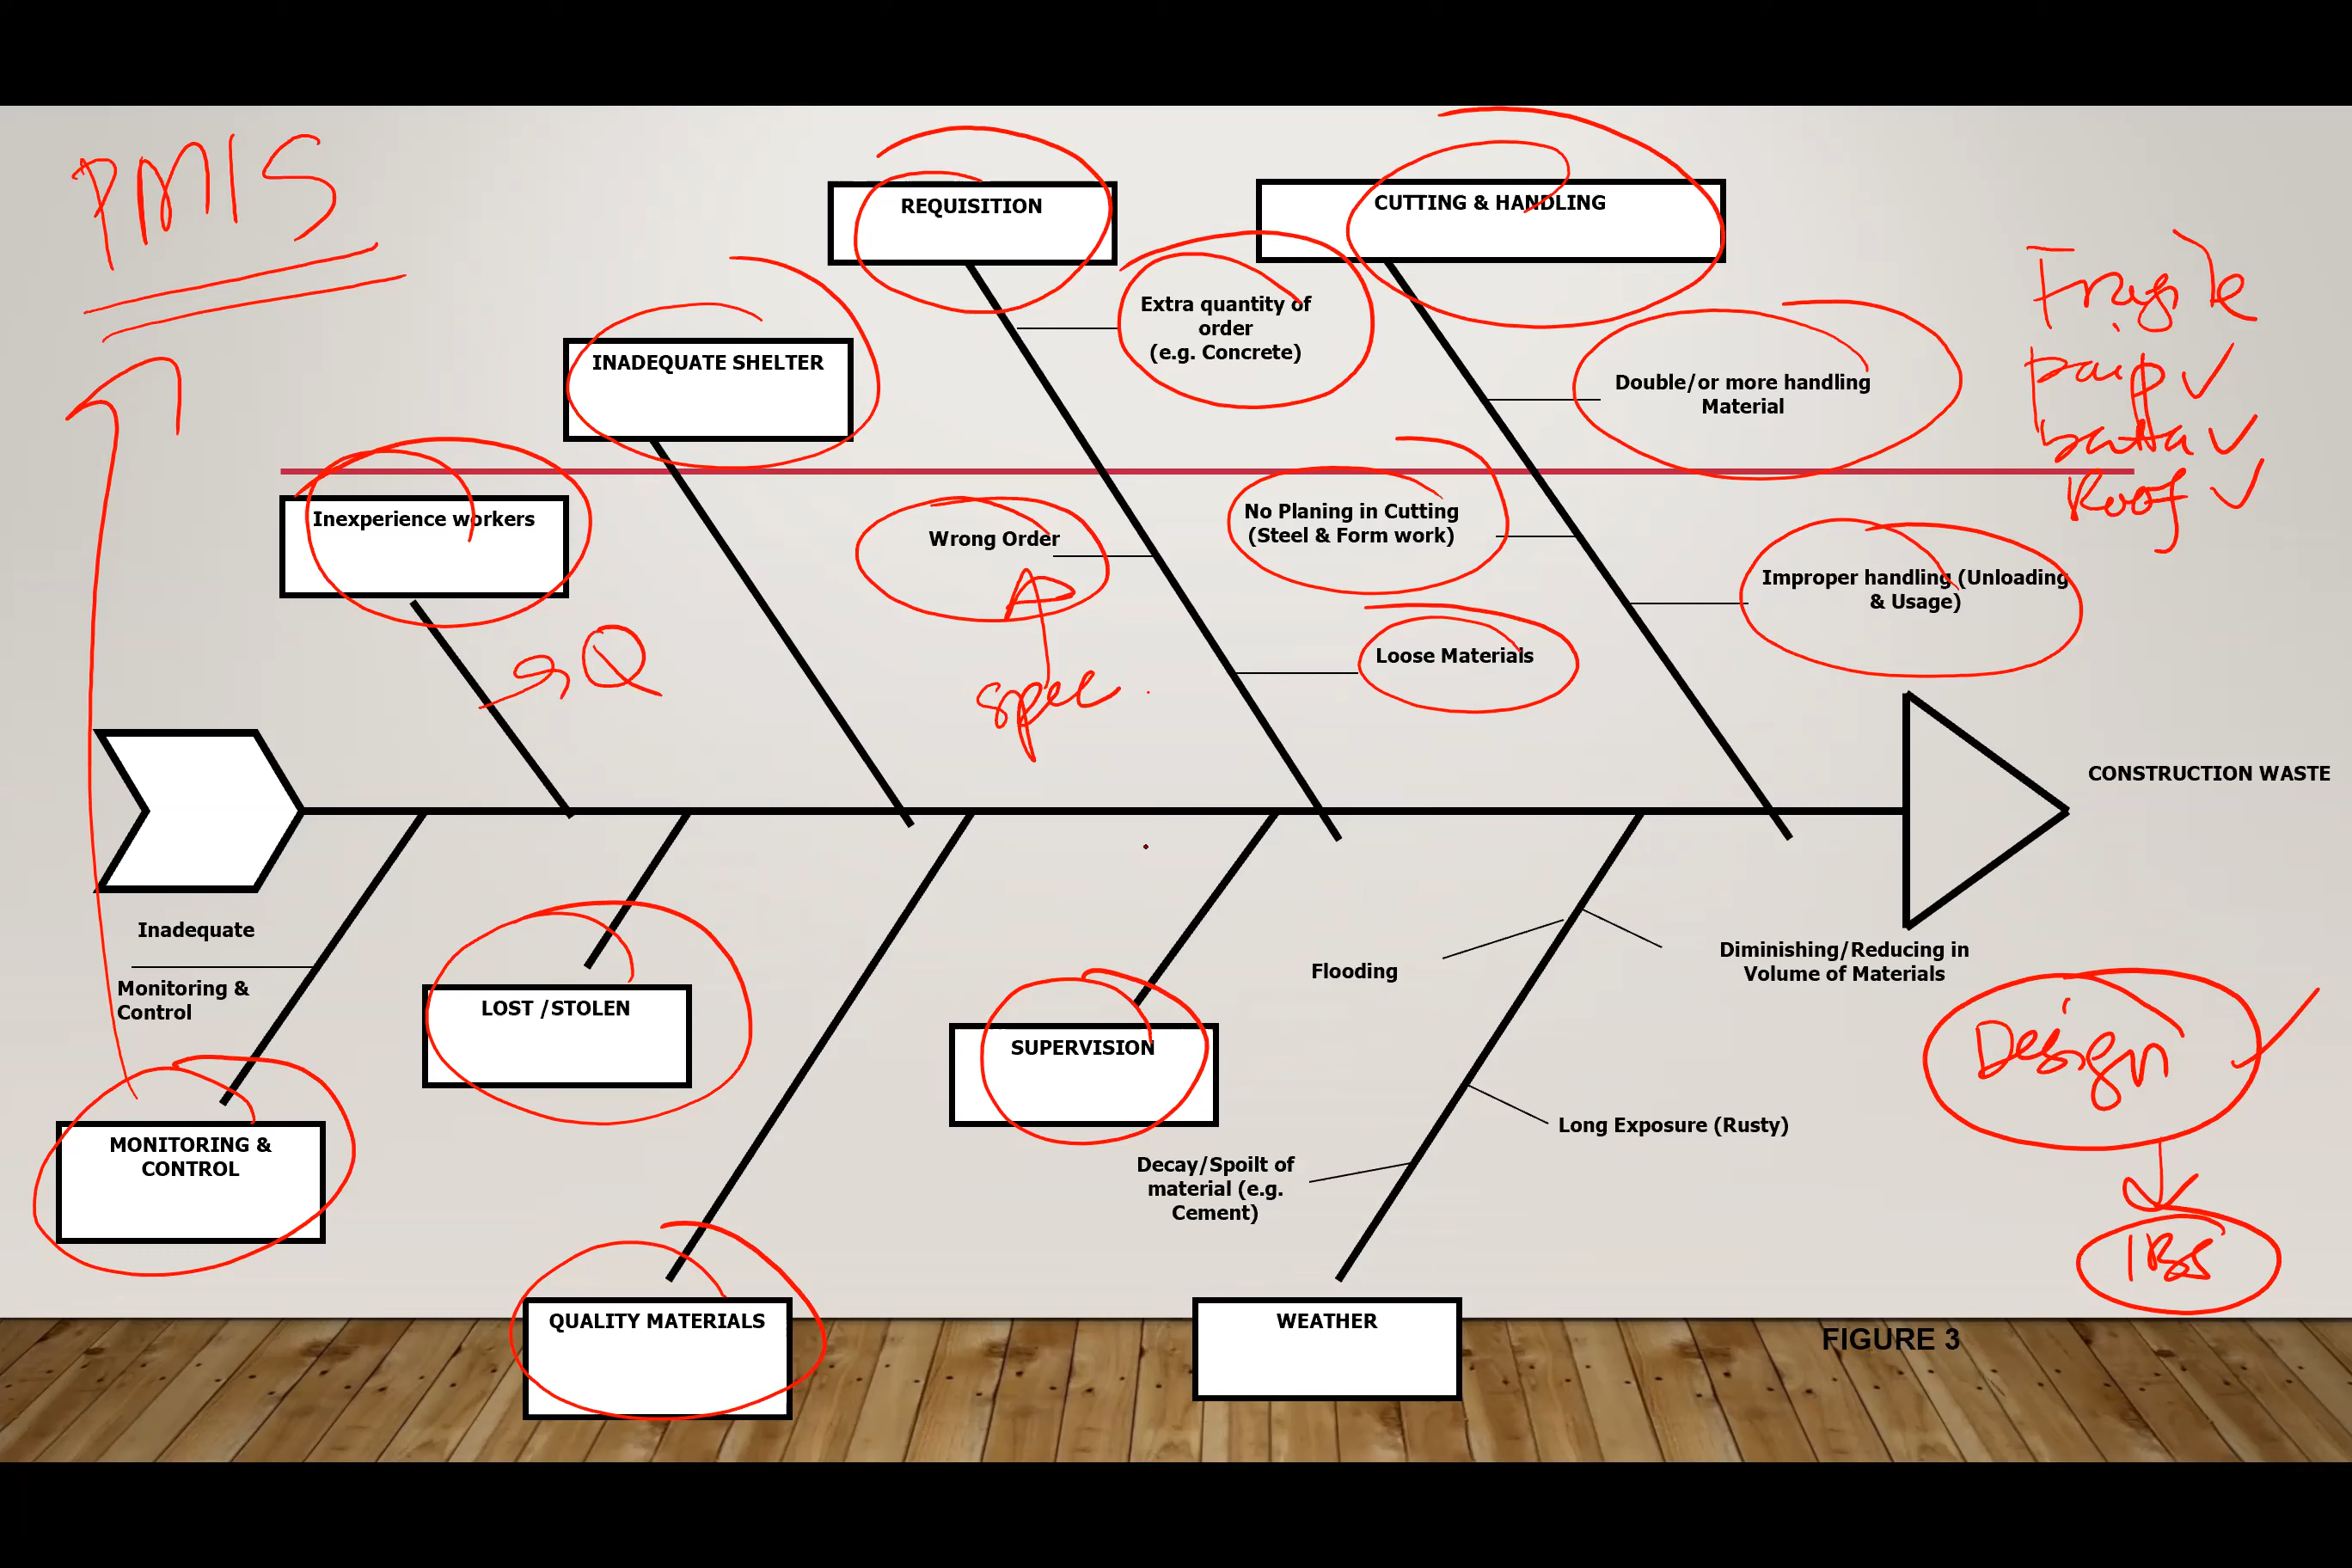 PMIS
REQUISITION
CUTTING & HANDLING
Extra quantity of
order
(e.g. Concrete)
INADEQUATE SHELTER
Double/or more handling
Material
Roof
Inexperience workers
Wrong Order
No Planing in Cutting
(Steel & Form work)
Improper handling (Unloading
& Usage)
Q
spec
Loose Materials
CONSTRUCTION WASTE
Inadequate
Monitoring &
Control
LOST /STOLEN
SUPERVISION
Flooding
Diminishing/Reducing in
Volume of Materials
Design
MONITORING &
CONTROL
Long Exposure (Rusty)
Decay/Spoilt of
material (e.g.
Cement)
IBS
QUALITY MATERIALS
WEATHER
FIGURE 3